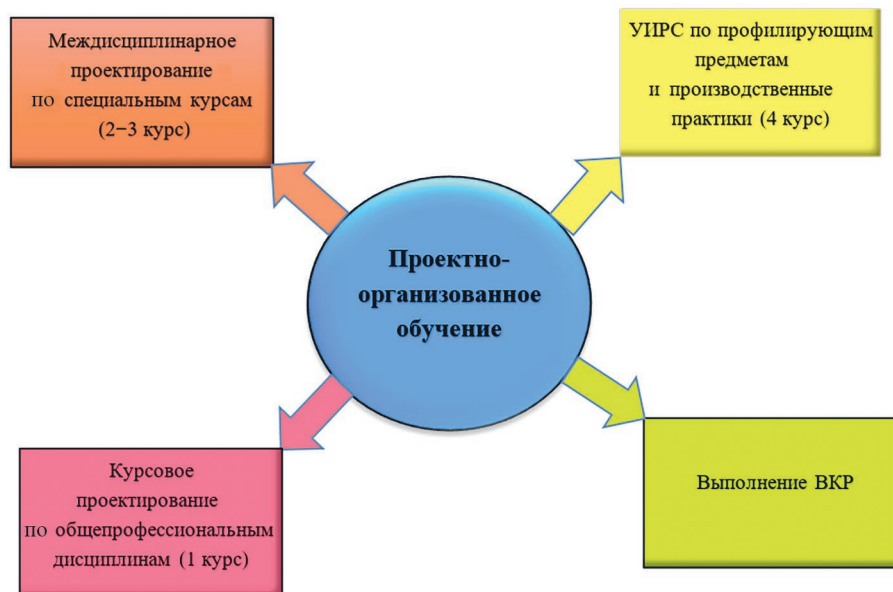 Междисциплинарное
проектирование
по специальным курсам
(2−3 курс)
УИРС по профилирующим
предметам
и производственные
практики (4 курс)
Проектно-
организованное
обучение
Курсовое
проектирование
по общепрофессиональным
дисциплинам (1 курс)
Выполнение ВКР